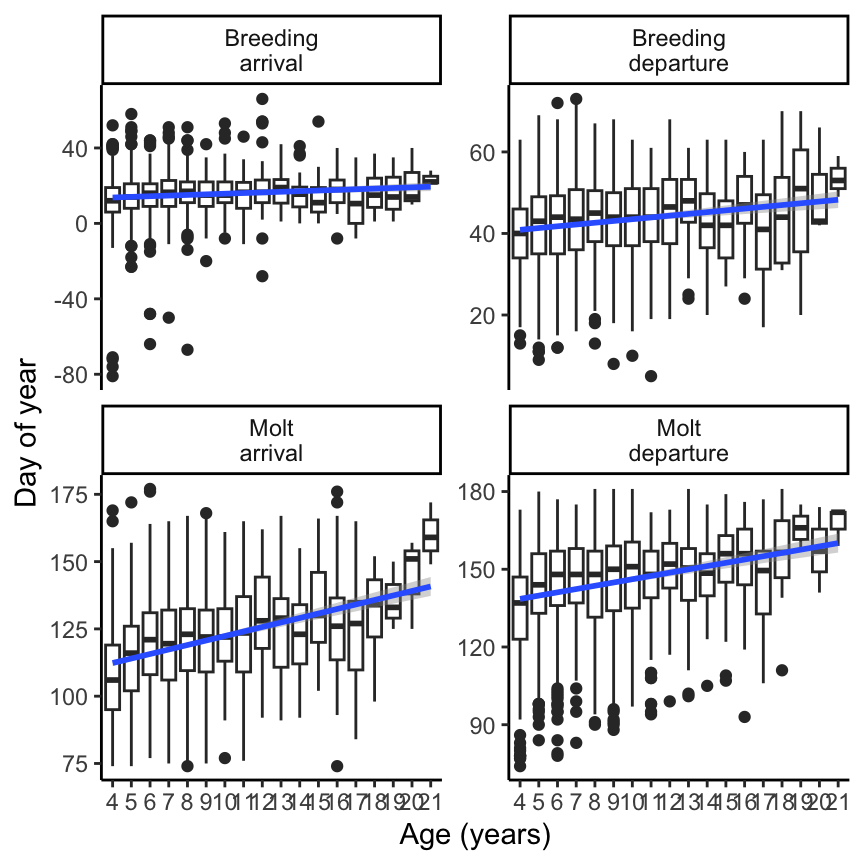 Breeding
arrival
Breeding
departure
40
0
-40
-80
60
40
20
Day of year
Molt
arrival
Molt
departure
175
150
125
100
75
180
150
120
90
4 5 6 7 8 9 10 11 12 13 14 15 16 17 18 19 20 21
4 5 6 7 8 9 10 11 12 13 14 15 16 17 18 19 20 21
Age (years)